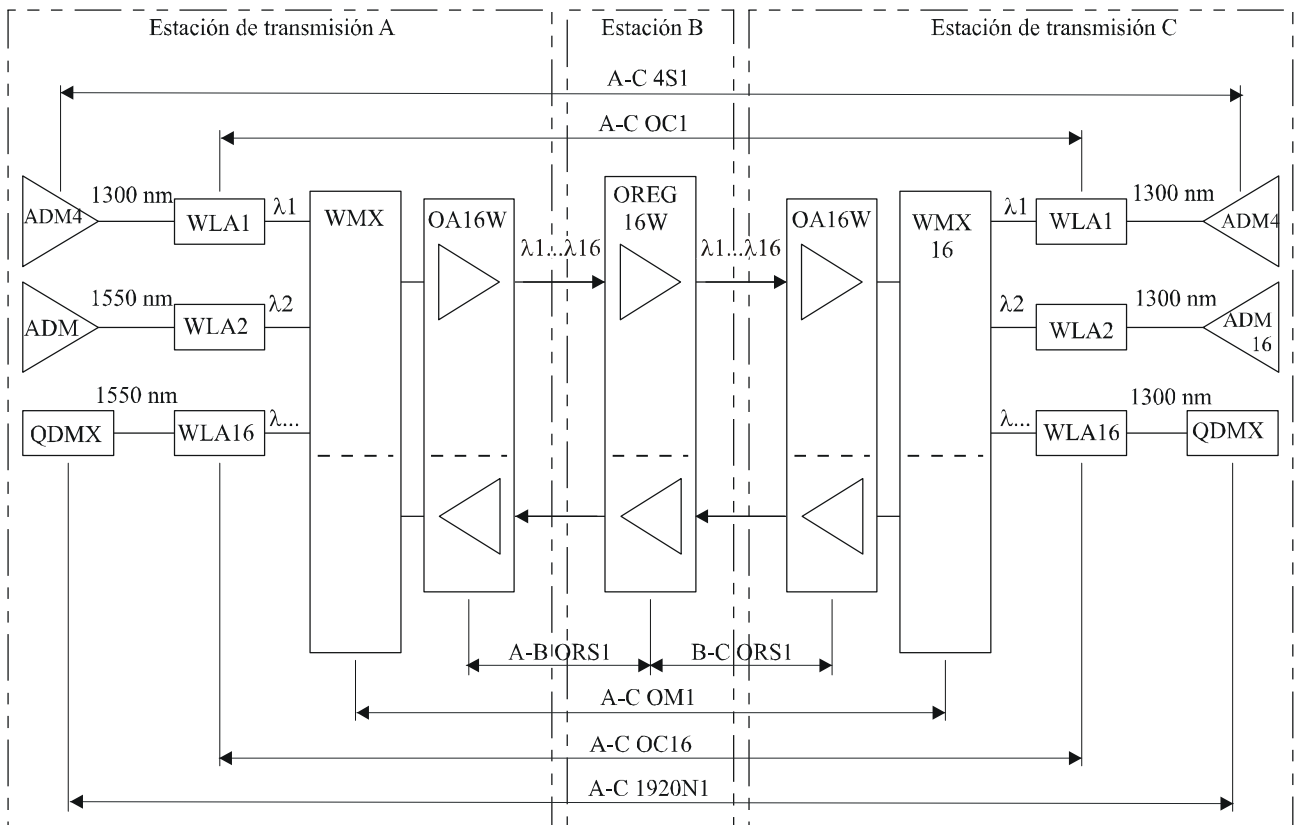 Estación de transmisión A
Estación B
Estación de transmisión C
A-C 4S1
A-C OC1
ADM4
1300 nm
WLA1
λ1
WMX
OA16W
λ1...λ16
OREG
16W
λ1...λ16
OA16W
WMX
16
λ1
WLA1
1300 nm
ADM4
ADM
1550 nm
WLA2
λ2
λ2
WLA2
1300 nm
ADM
16
QDMX
1550 nm
WLA16
λ...
λ...
WLA16
1300 nm
QDMX
A-B ORS1
B-C ORS1
A-C OM1
A-C OC16
A-C 1920N1